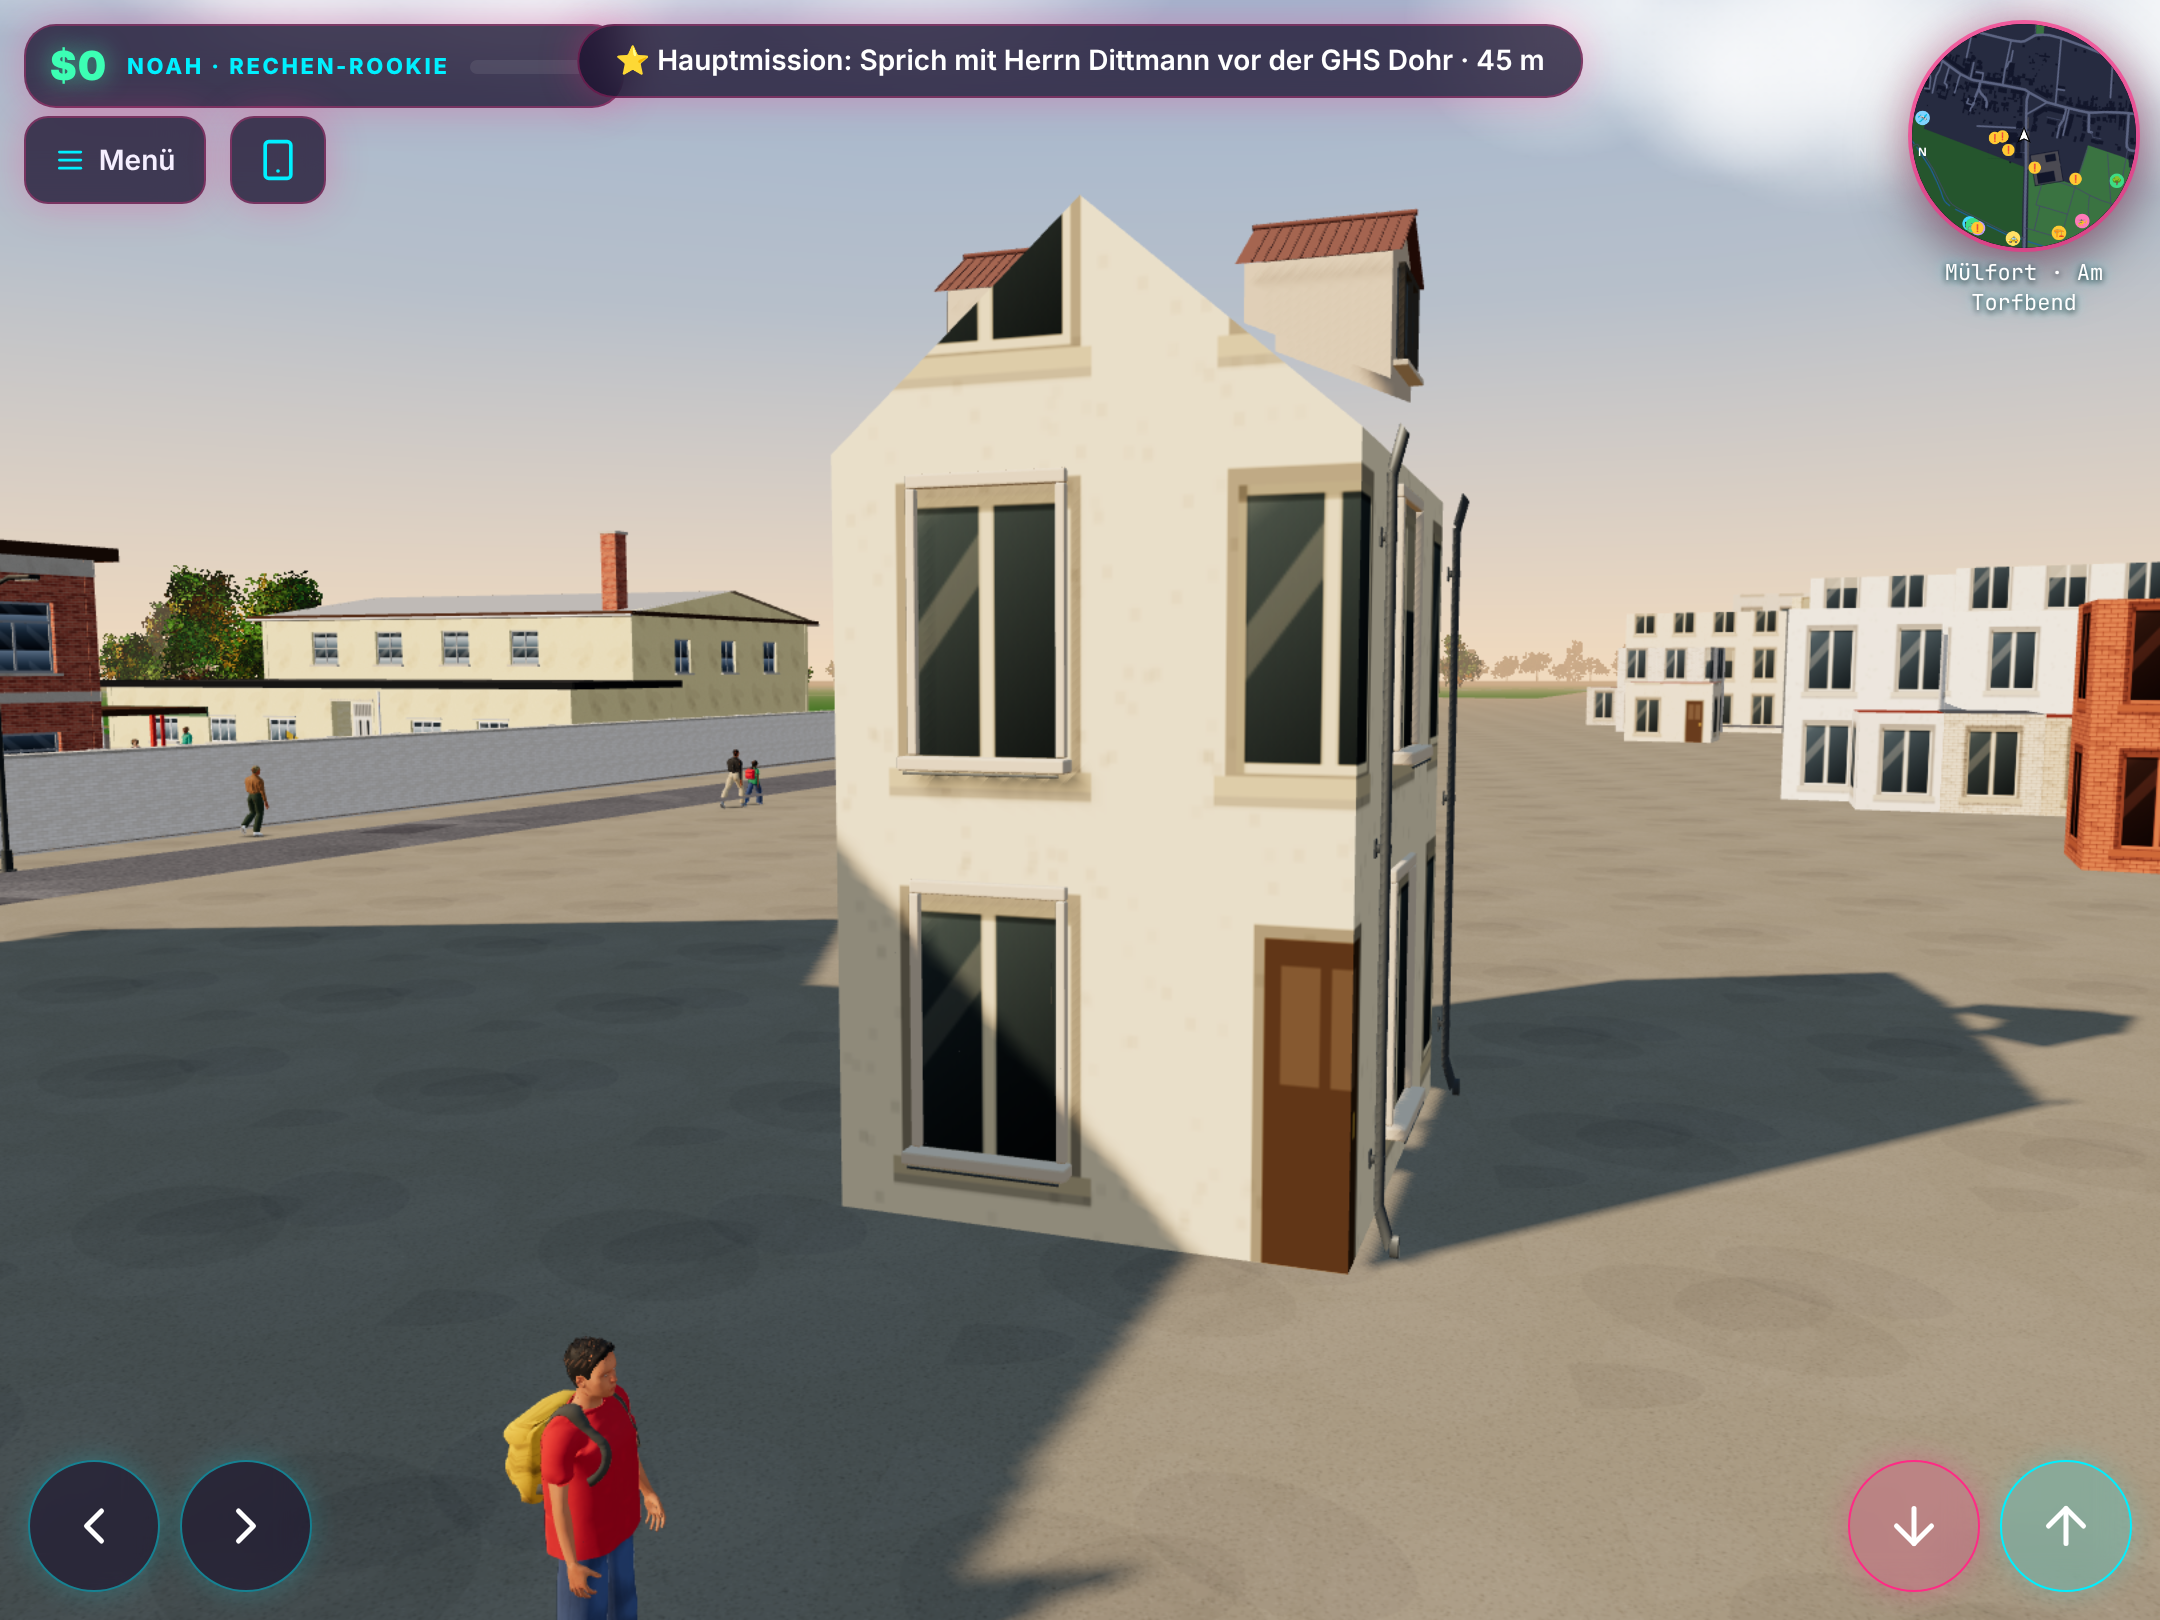 $0 NOAH · RECHEN-ROOKIE
⭐ Hauptmission: Sprich mit Herrn Dittmann vor der GHS Dohr · 45 m
Menü
N
Mülfort · Am
Torfbend